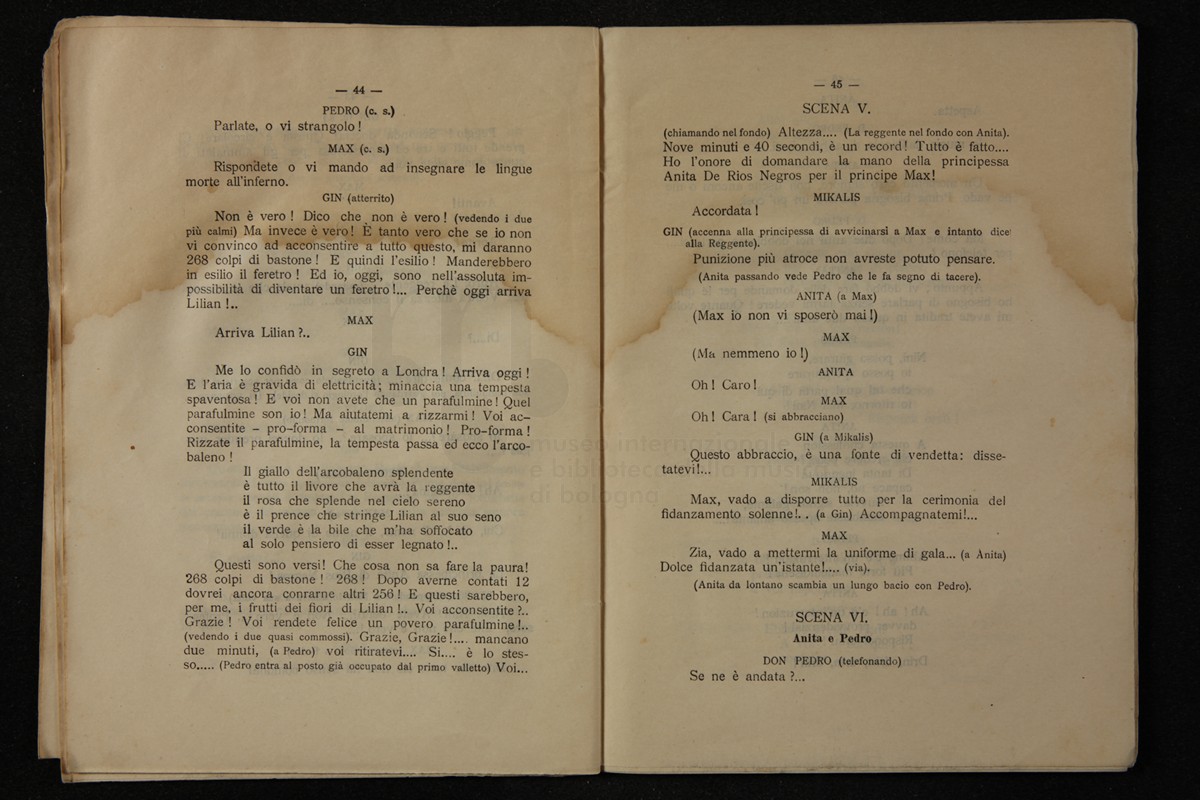 — 44 —
PEDRO (c. s.)
Parlate, o vi strangolo !
MAX (c. s.)
Rispondete o vi mando ad insegnare le lingue
morte all'inferno.
GIN (atterrito)
Non è vero ! Dico che non è vero ! (vedendo i due
più calmi) Ma invece è vero ! È tanto vero che se io non
vi convinco ad acconsentire a tutto questo, mi daranno
268 colpi di bastone ! E quindi l'esilio ! Manderebbero
in esilio il feretro ! Ed io, oggi, sono nell'assoluta im-
possibilità di diventare un feretro !... Perchè oggi arriva
Lilian !..
MAX
Arriva Lilian ?..
GIN
Me lo confidò in segreto a Londra ! Arriva oggi !
E l'aria è gravida di elettricità; minaccia una tempesta
spaventosa ! E voi non avete che un parafulmine ! Quel
parafulmine son io ! Ma aiutatemi a rizzarmi ! Voi ac-
consentite - pro-forma - al matrimonio ! Pro-forma !
Rizzate il parafulmine, la tempesta passa ed ecco l'arco-
baleno !
Il giallo dell'arcobaleno splendente
è tutto il livore che avrà la reggente
il rosa che splende nel cielo sereno
è il prence che stringe Lilian al suo seno
il verde è la bile che m'ha soffocato
al solo pensiero di esser legnato !..
Questi sono versi! Che cosa non sa fare la paura!
268 colpi di bastone ! 268 ! Dopo averne contati 12
dovrei ancora conrarne altri 256 ! E questi sarebbero,
per me, i frutti dei fiori di Lilian !.. Voi acconsentite ?..
Grazie ! Voi rendete felice un povero parafulmine !..
(vedendo i due quasi commossi). Grazie, Grazie !.... mancano
due minuti, (a Pedro) voi ritiratevi.... Si.... è lo stes-
so..... (Pedro entra al posto già occupato dal primo valletto) Voi...
— 45 —
SCENA V.
(chiamando nel fondo) Altezza.... (La reggente nel fondo con Anita).
Nove minuti e 40 secondi, è un record ! Tutto è fatto....
Ho l'onore di domandare la mano della principessa
Anita De Rios Negros per il principe Max!
MIKALIS
Accordata !
GIN (accenna alla principessa di avvicinarsi a Max e intanto dice
alla Reggente).
Punizione più atroce non avreste potuto pensare.
(Anita passando vede Pedro che le fa segno di tacere).
ANITA (a Max)
(Max io non vi sposerò mai !)
MAX
(Ma nemmeno io !)
ANITA
Oh ! Caro !
MAX
Oh ! Cara ! (si abbracciano)
GIN (a Mikalis)
Questo abbraccio, è una fonte di vendetta: disse-
tatevi!...
MIKALIS
Max, vado a disporre tutto per la cerimonia del
fidanzamento solenne!.. (a Gin) Accompagnatemi!...
MAX
Zia, vado a mettermi la uniforme di gala... (a Anita)
Dolce fidanzata un'istante!.... (via).
(Anita da lontano scambia un lungo bacio con Pedro).
SCENA VI.
Anita e Pedro
DON PEDRO (telefonando)
Se ne è andata ?...
museo internazionale
e biblioteca della musica
di bologna